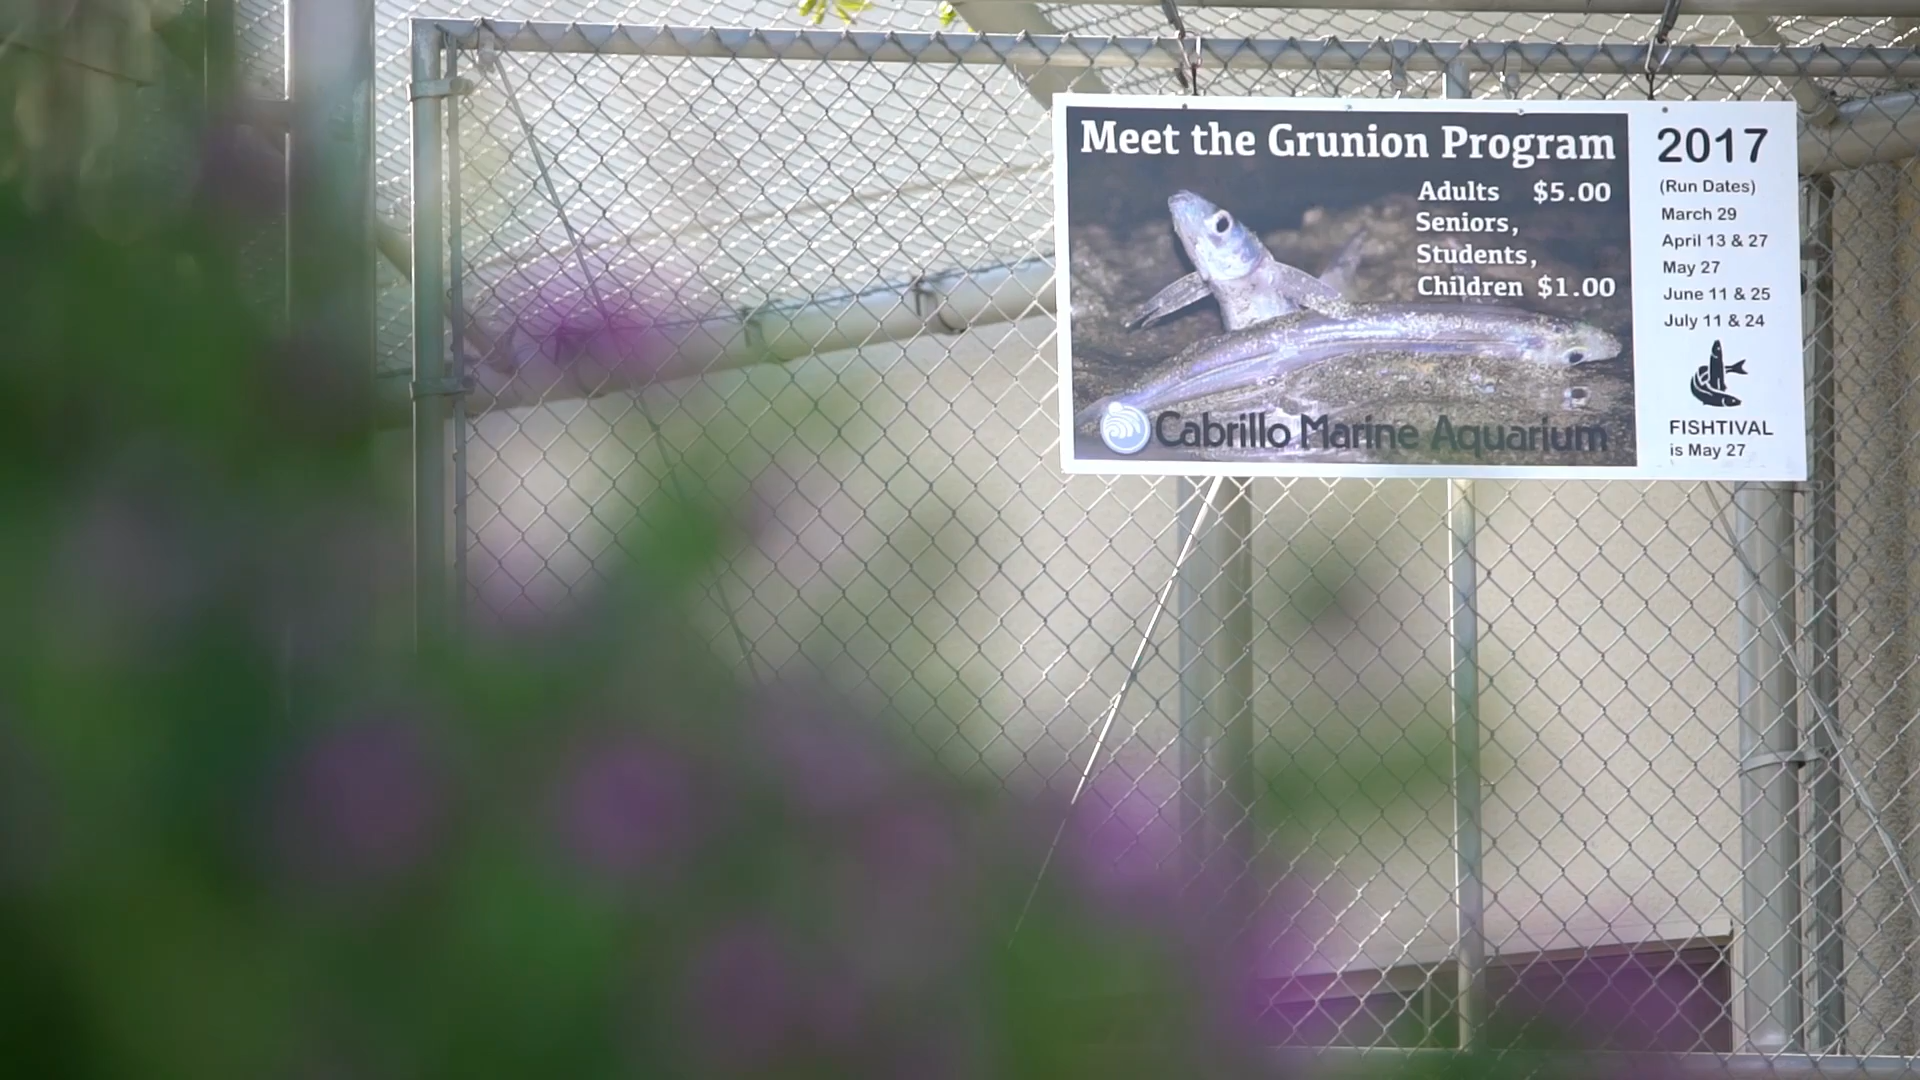 Meet the Grunion Program
Adults $5.00
Seniors,
Students,
Children $1.00
Cabrillo Marine Aquarium
2017
(Run Dates)
March 29
April 13 & 27
May 27
June 11 & 25
July 11 & 24
FISHTIVAL
is May 27